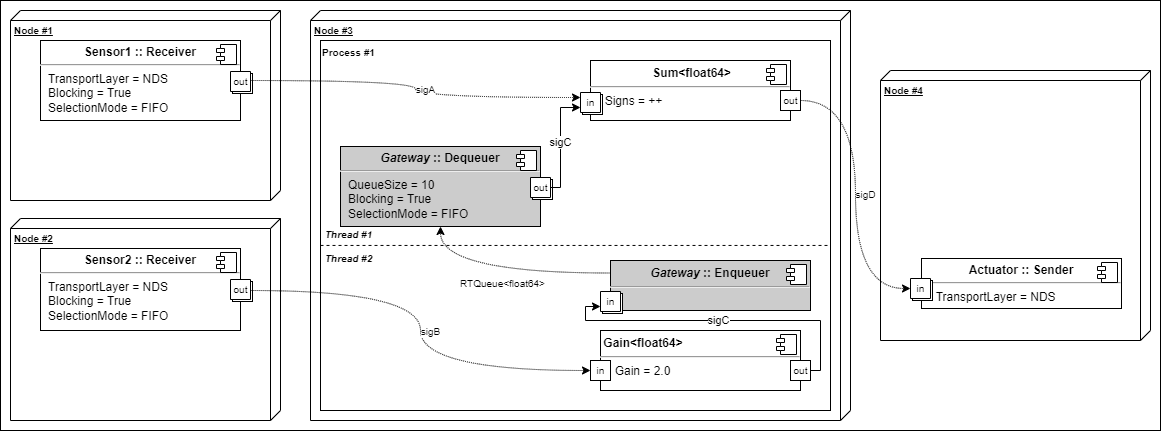 Node #1
Sensor1 :: Receiver
TransportLayer = NDS
Blocking = True
SelectionMode = FIFO
out
sigA
Node #2
Sensor2 :: Receiver
TransportLayer = NDS
Blocking = True
SelectionMode = FIFO
out
sigB
Node #3
Process #1
Sum<float64>
in
Signs = ++
out
sigC
Gateway :: Dequeuer
QueueSize = 10
Blocking = True
SelectionMode = FIFO
out
Thread #1
Thread #2
RTQueue<float64>
Gateway :: Enqueuer
in
sigC
Gain<float64>
in
Gain = 2.0
out
sigD
Node #4
Actuator :: Sender
in
TransportLayer = NDS